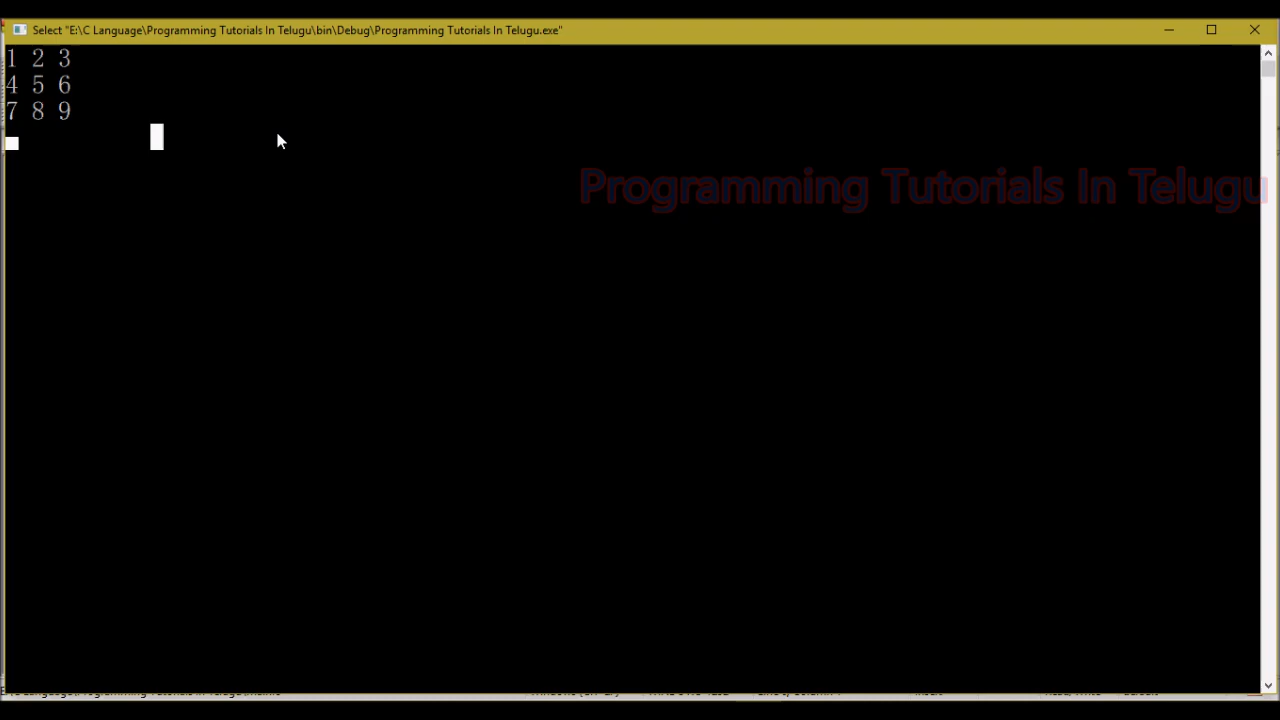 Select "E:\C Language\Programming Tutorials In Telugu\bin\Debug\Programming Tutorials In Telugu.exe"
1 2 3
4 5 6
7 8 9
Programming Tutorials In Telugu